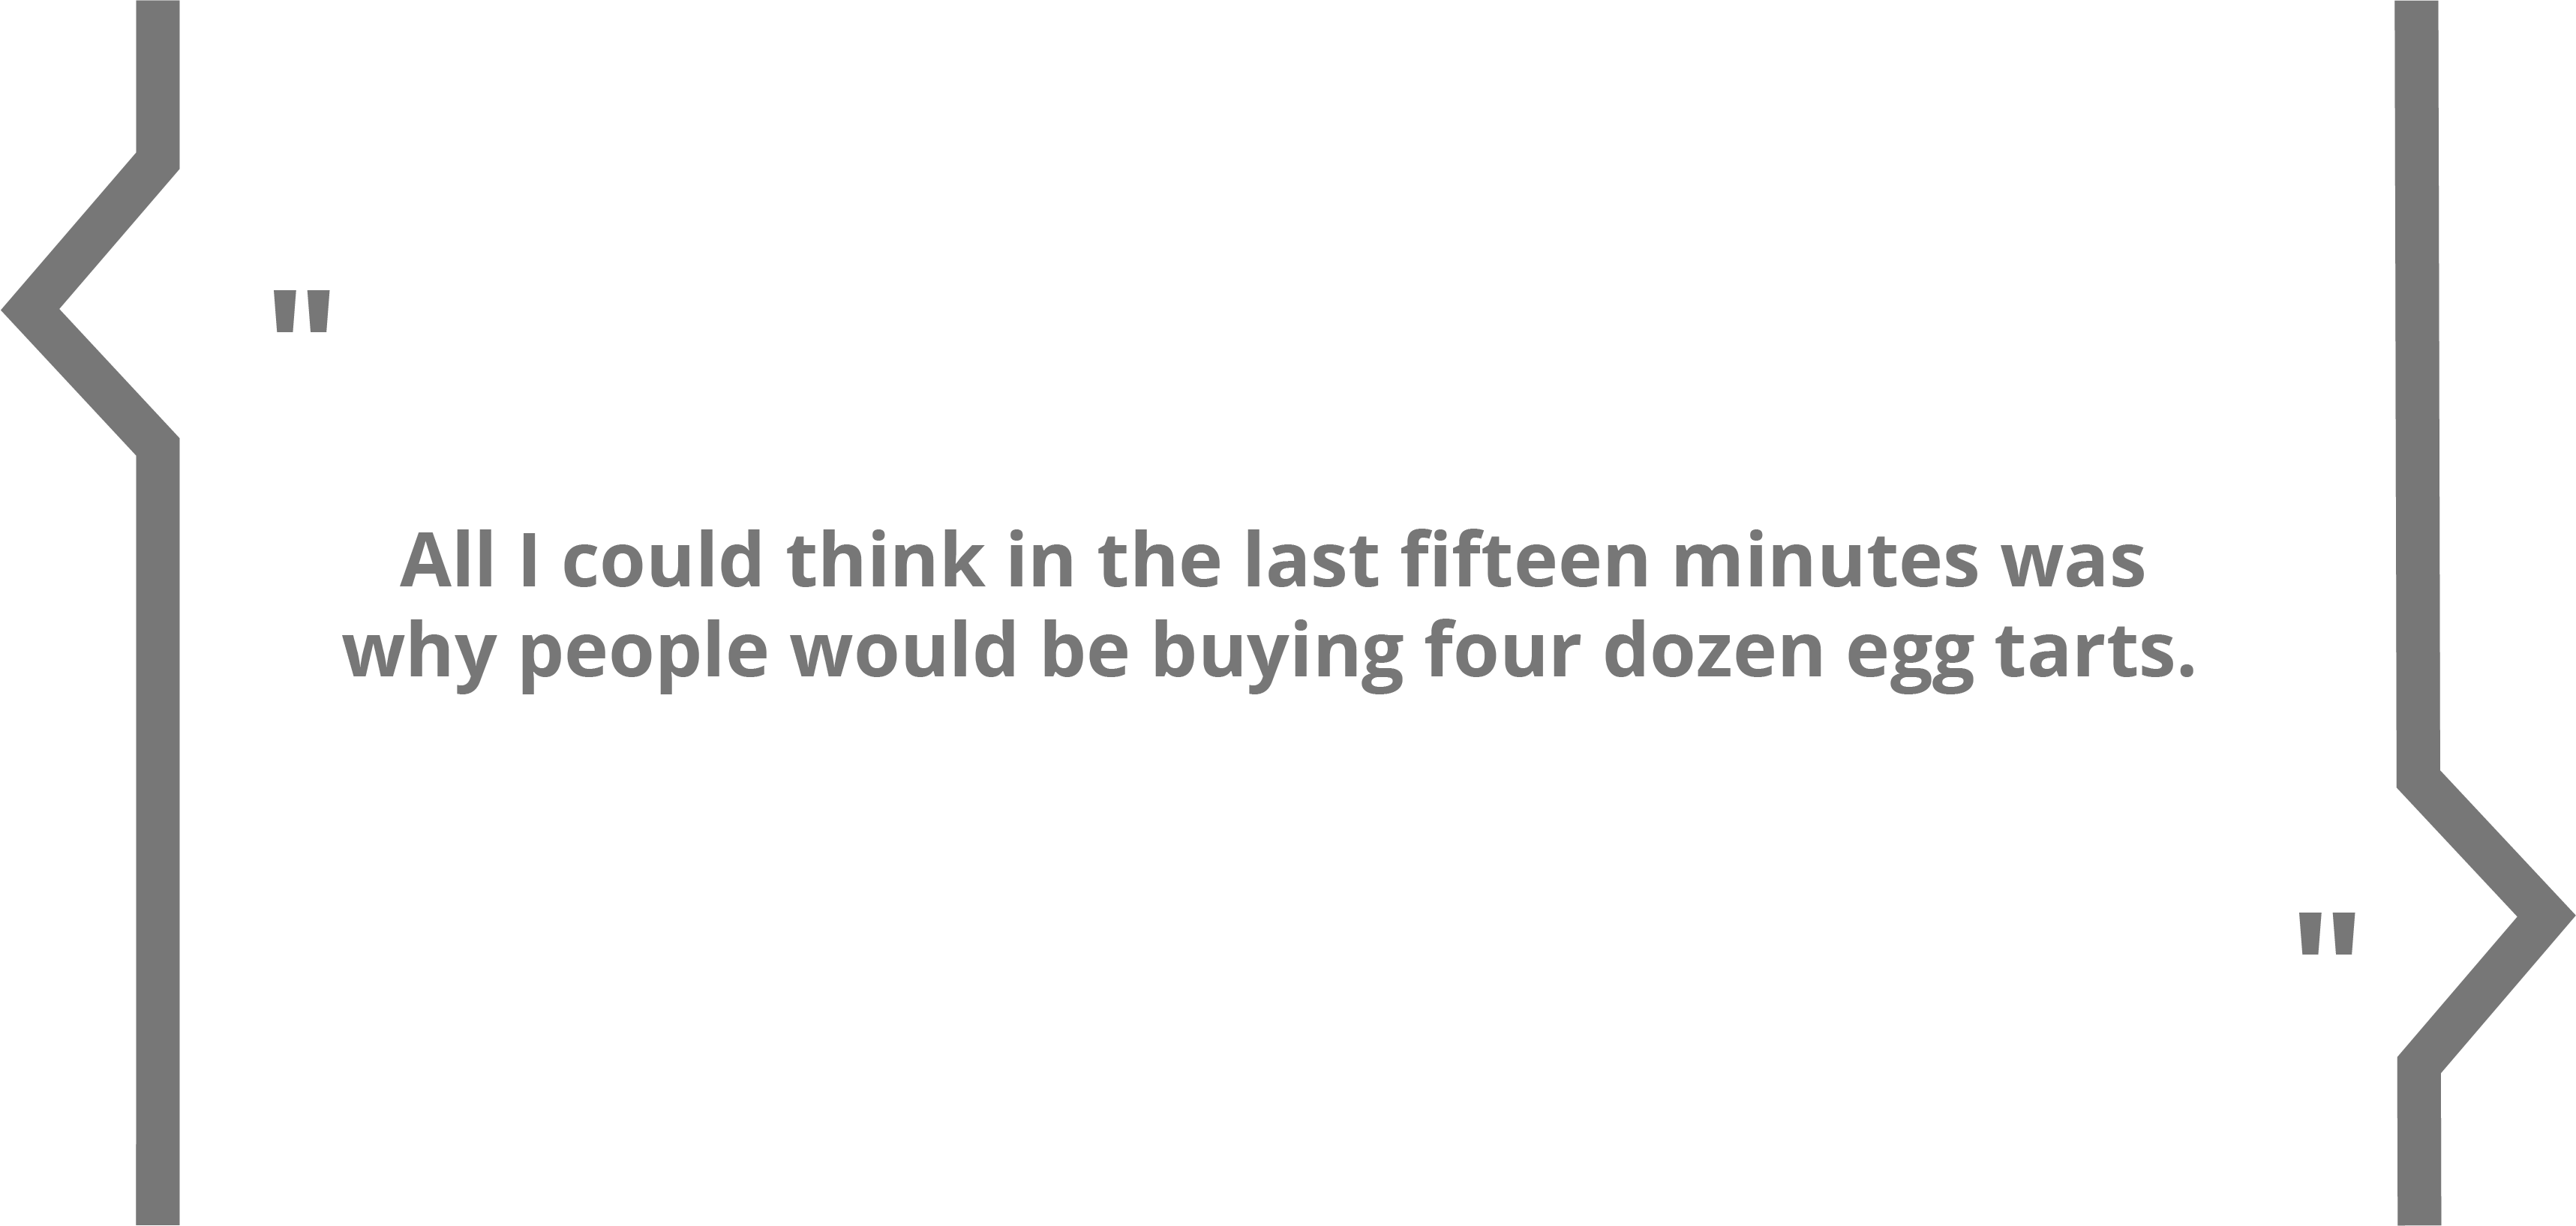 "
All I could think in the last fifteen minutes was
why people would be buying four dozen egg tarts.
"